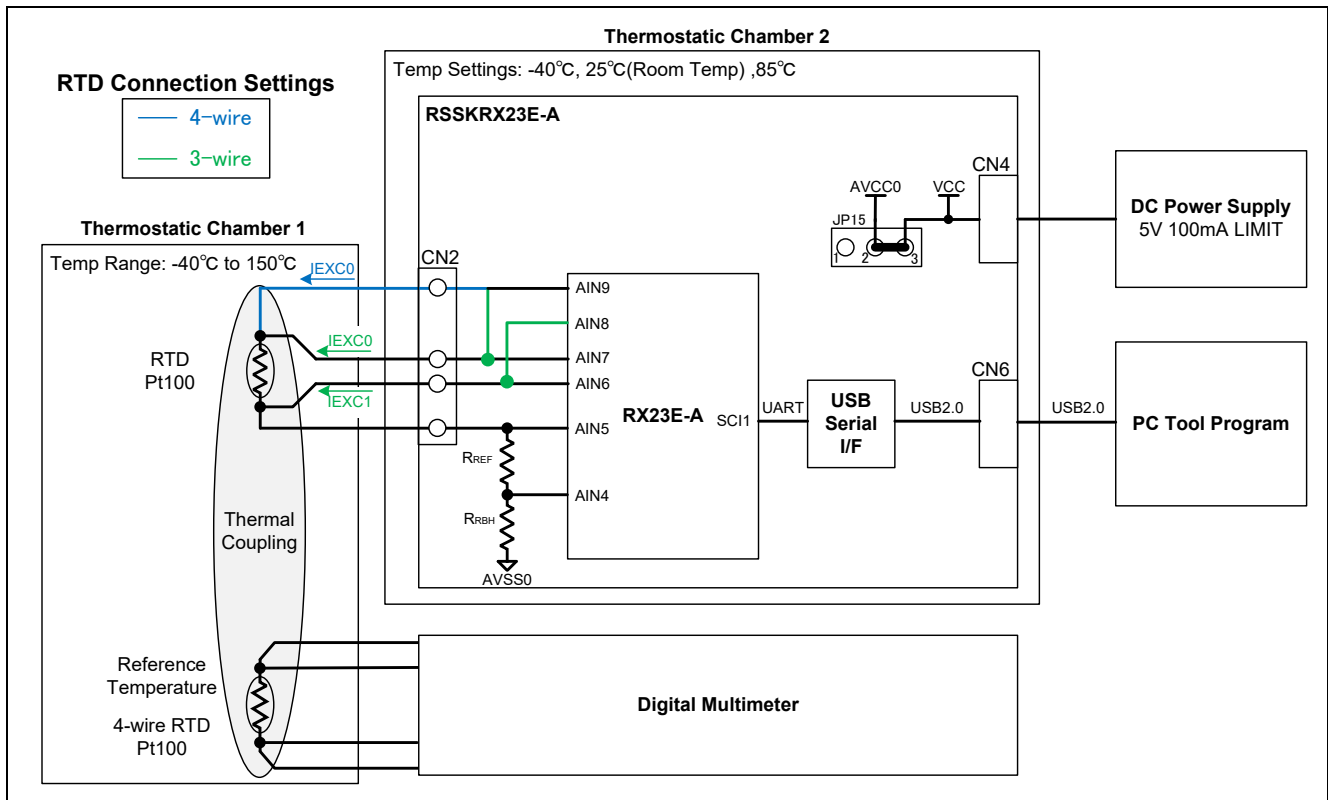 Thermostatic Chamber 2
Temp Settings: -40℃, 25℃(Room Temp) ,85℃
RTD Connection Settings
4-wire
3-wire
RSSKRX23E-A
CN4
AVCC0
VCC
JP15
1
2
3
DC Power Supply
5V 100mA LIMIT
Thermostatic Chamber 1
Temp Range: -40℃ to 150℃
CN2
IEXC0
AIN9
AIN8
IEXC0
AIN7
RTD
Pt100
IEXC1
AIN6
AIN5
RX23E-A
SCI1
UART
USB
Serial
I/F
USB2.0
CN6
USB2.0
PC Tool Program
RREF
AIN4
RRBH
AVSS0
Thermal
Coupling
Reference
Temperature
4-wire RTD
Pt100
Digital Multimeter